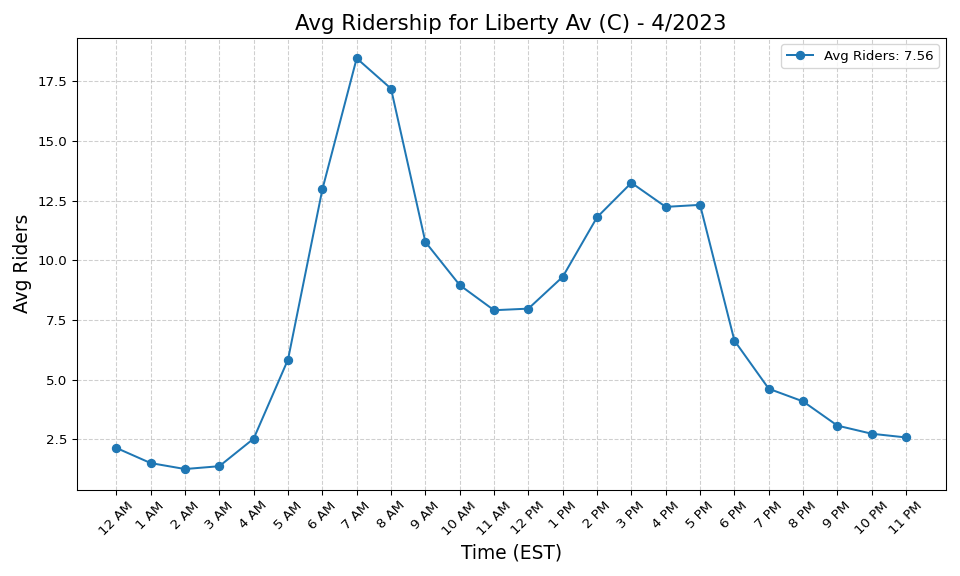 Avg Ridership for Liberty Av (C) - 4/2023
Avg Riders: 7.56
17.5
15.0
12.5
10.0
7.5
5.0
2.5
Avg Riders
12 AM
1 AM
2 AM
3 AM
4 AM
5 AM
6 AM
7 AM
8 AM
9 AM
10 AM
11 AM
12 PM
1 PM
2 PM
3 PM
4 PM
5 PM
6 PM
7 PM
8 PM
9 PM
10 PM
11 PM
Time (EST)